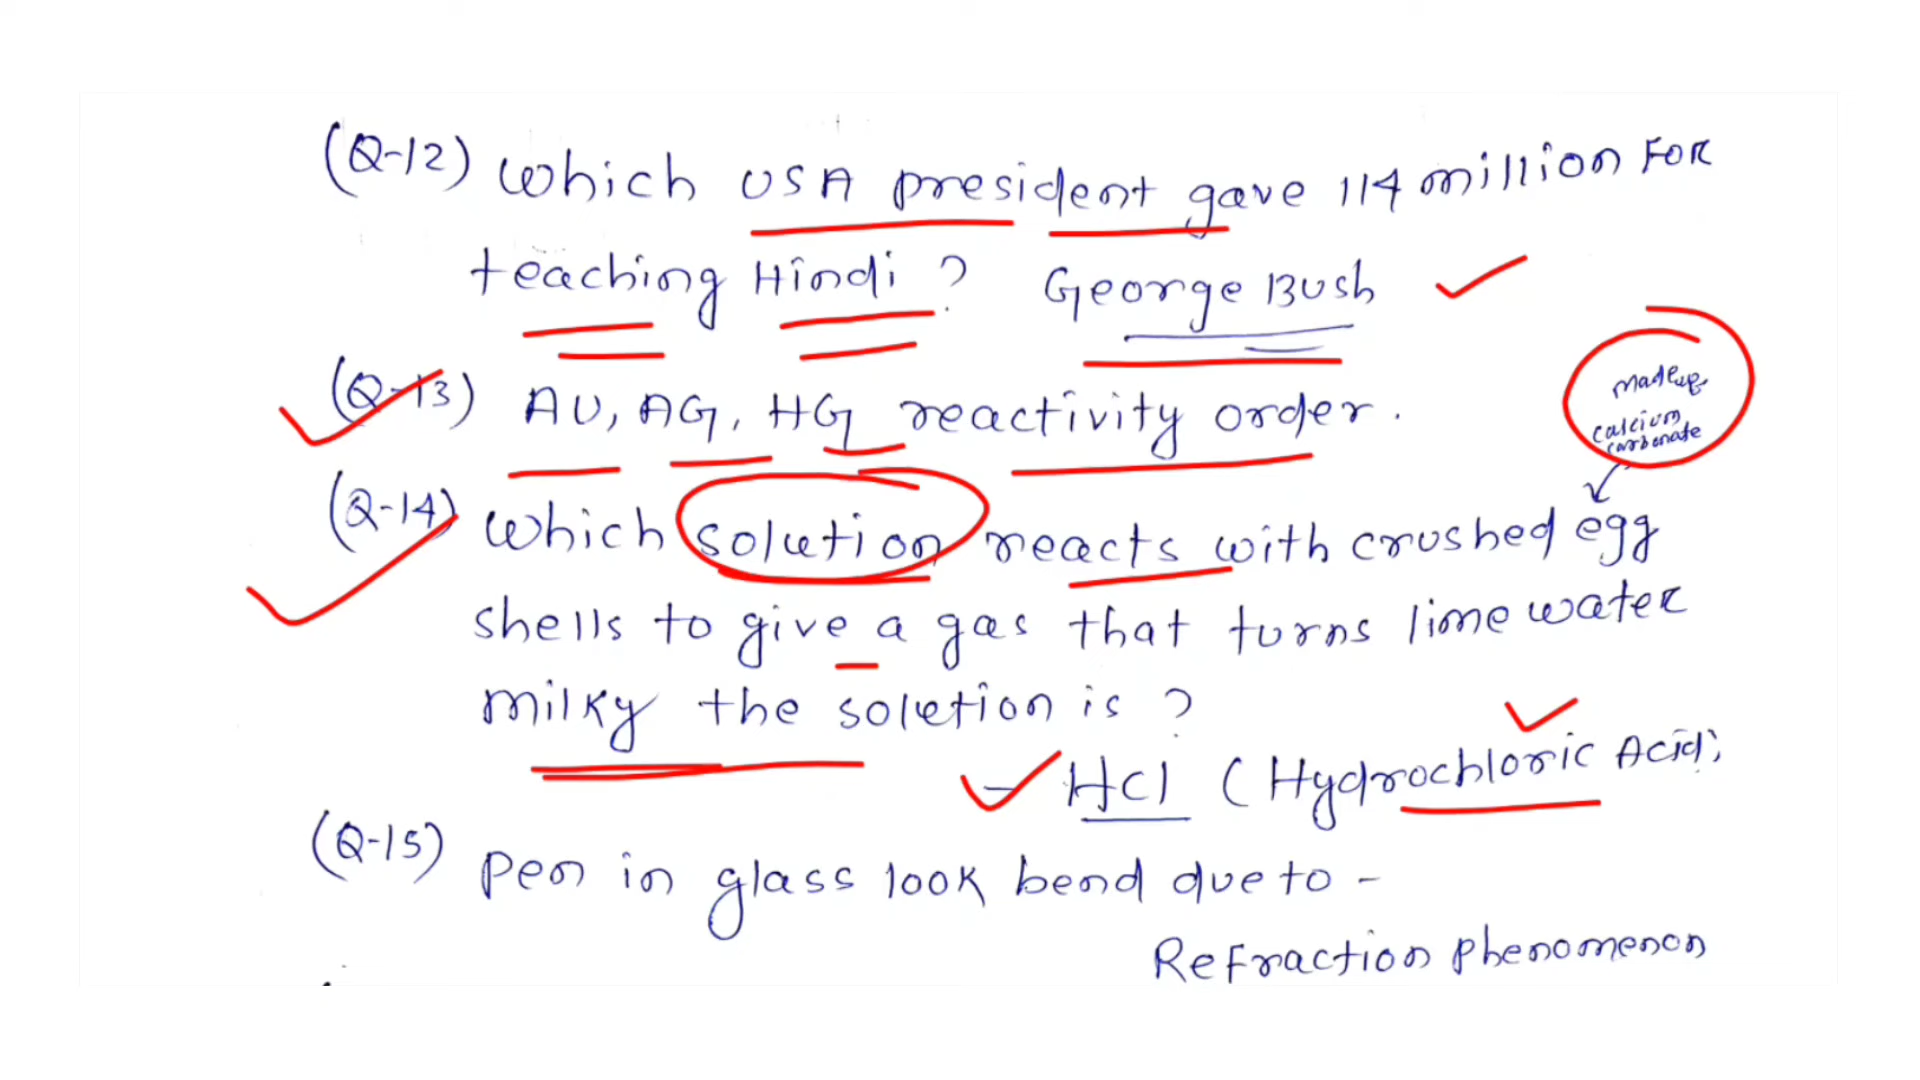 (Q-12) which USA president gave 114 million FOR
teaching Hindi ? George Bush
(Q-13) AU, AG, HG reactivity order.
made up
calcium
carbonate
(Q-14) which solution reacts with crushed egg
shells to give a gas that turns lime water
milky the solution is ?
- HCl (Hydrochloric Acid)
(Q-15) Pen in glass look bend due to -
Refraction phenomenon